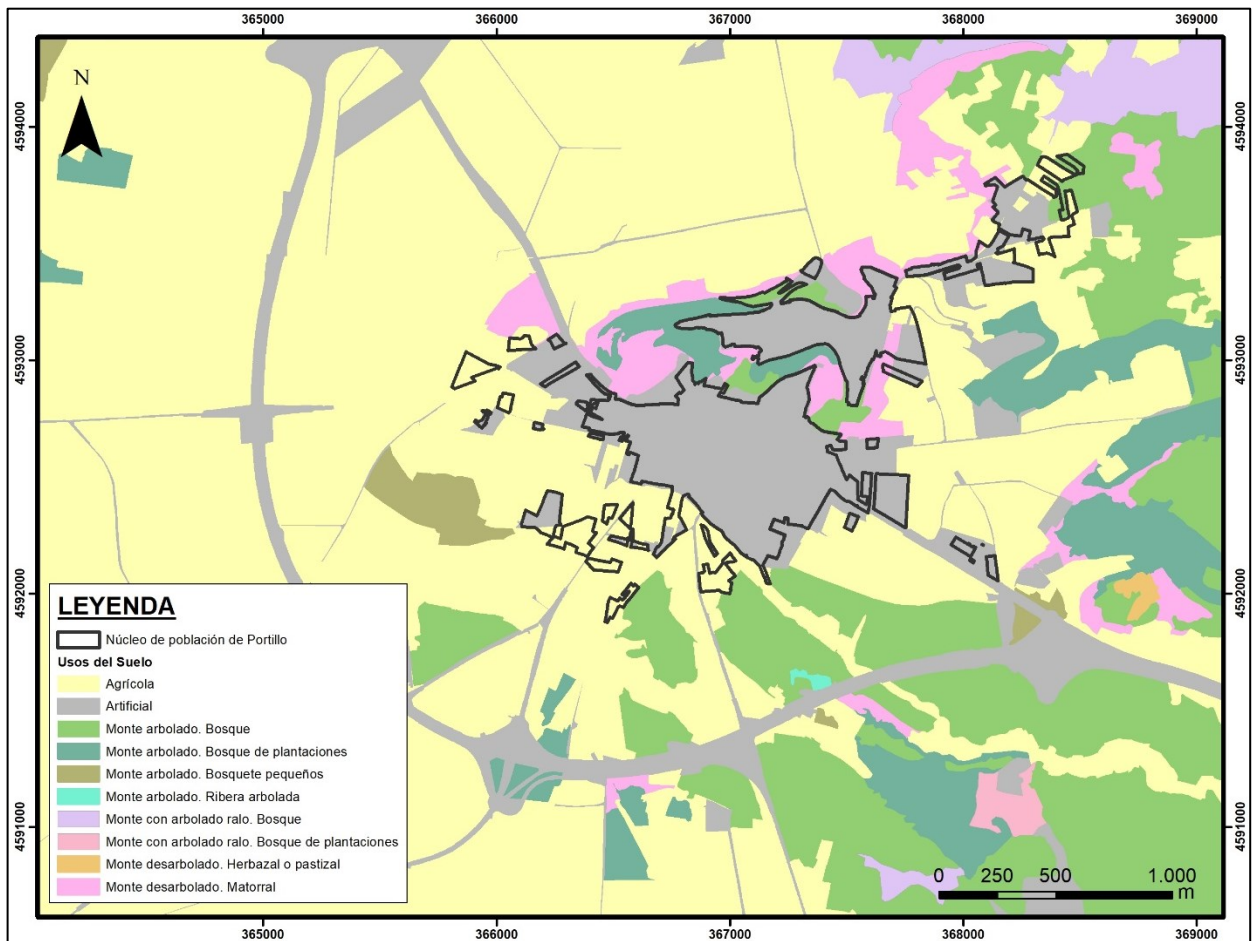 365000 366000 367000 368000 369000
N
4594000 4594000
4593000 4593000
4592000 4592000
4591000 4591000
LEYENDA
Núcleo de población de Portillo
Usos del Suelo
Agrícola
Artificial
Monte arbolado. Bosque
Monte arbolado. Bosque de plantaciones
Monte arbolado. Bosquete pequeños
Monte arbolado. Ribera arbolada
Monte con arbolado ralo. Bosque
Monte con arbolado ralo. Bosque de plantaciones
Monte desarbolado. Herbazal o pastizal
Monte desarbolado. Matorral
0 250 500 1.000
m
365000 366000 367000 368000 369000